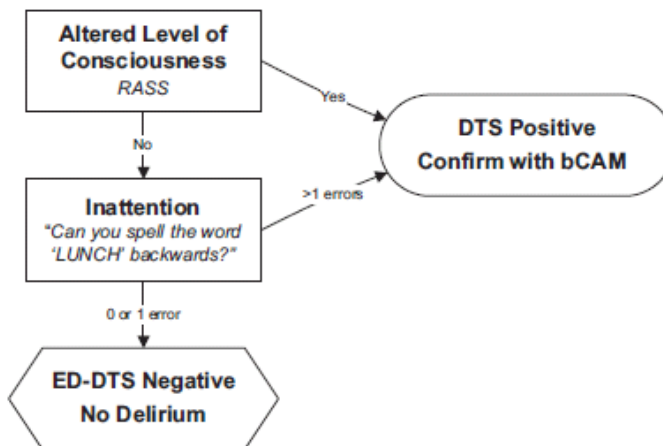 Altered Level of
Consciousness
RASS
Yes
DTS Positive
Confirm with bCAM
No
Inattention
"Can you spell the word
'LUNCH' backwards?"
>1 errors
0 or 1 error
ED-DTS Negative
No Delirium